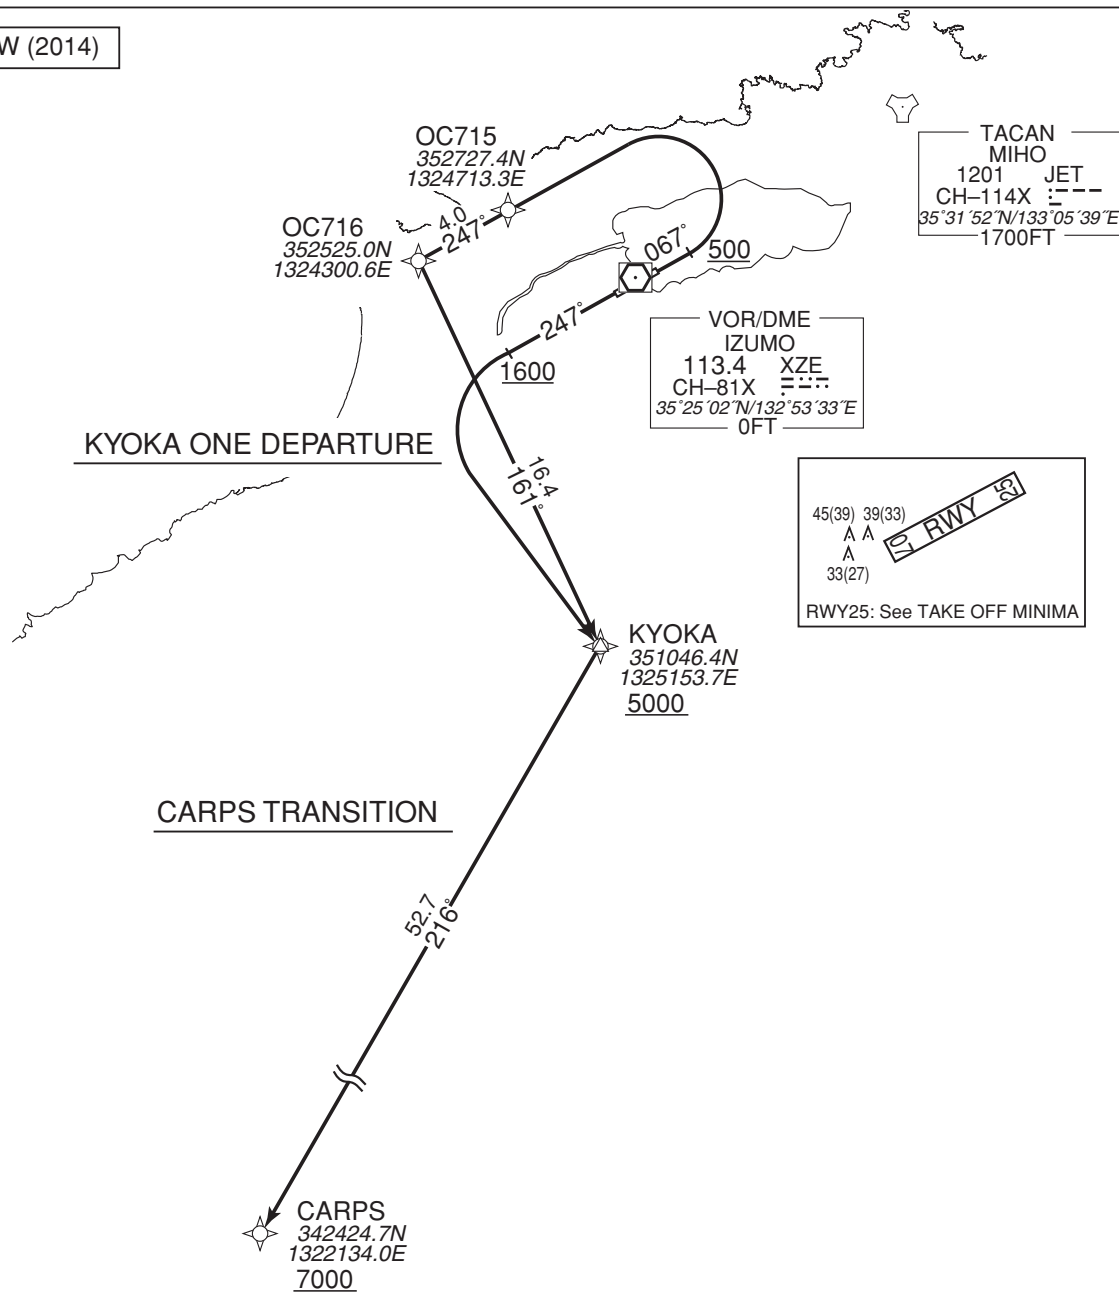 W (2014)
OC715
352727.4N
1324713.3E
OC716
352525.0N
1324300.6E
4.0
247°
067°
500
247°
1600
TACAN
MIHO
1201 JET
CH–114X
35°31´52˝N/133°05´39˝E
1700FT
VOR/DME
IZUMO
113.4 XZE
CH–81X
35°25´02˝N/132°53´33˝E
0FT
KYOKA ONE DEPARTURE
16.4
161°
45(39) 39(33)
33(27)
07 RWY 25
RWY25: See TAKE OFF MINIMA
KYOKA
351046.4N
1325153.7E
5000
CARPS TRANSITION
52.7
216°
CARPS
342424.7N
1322134.0E
7000